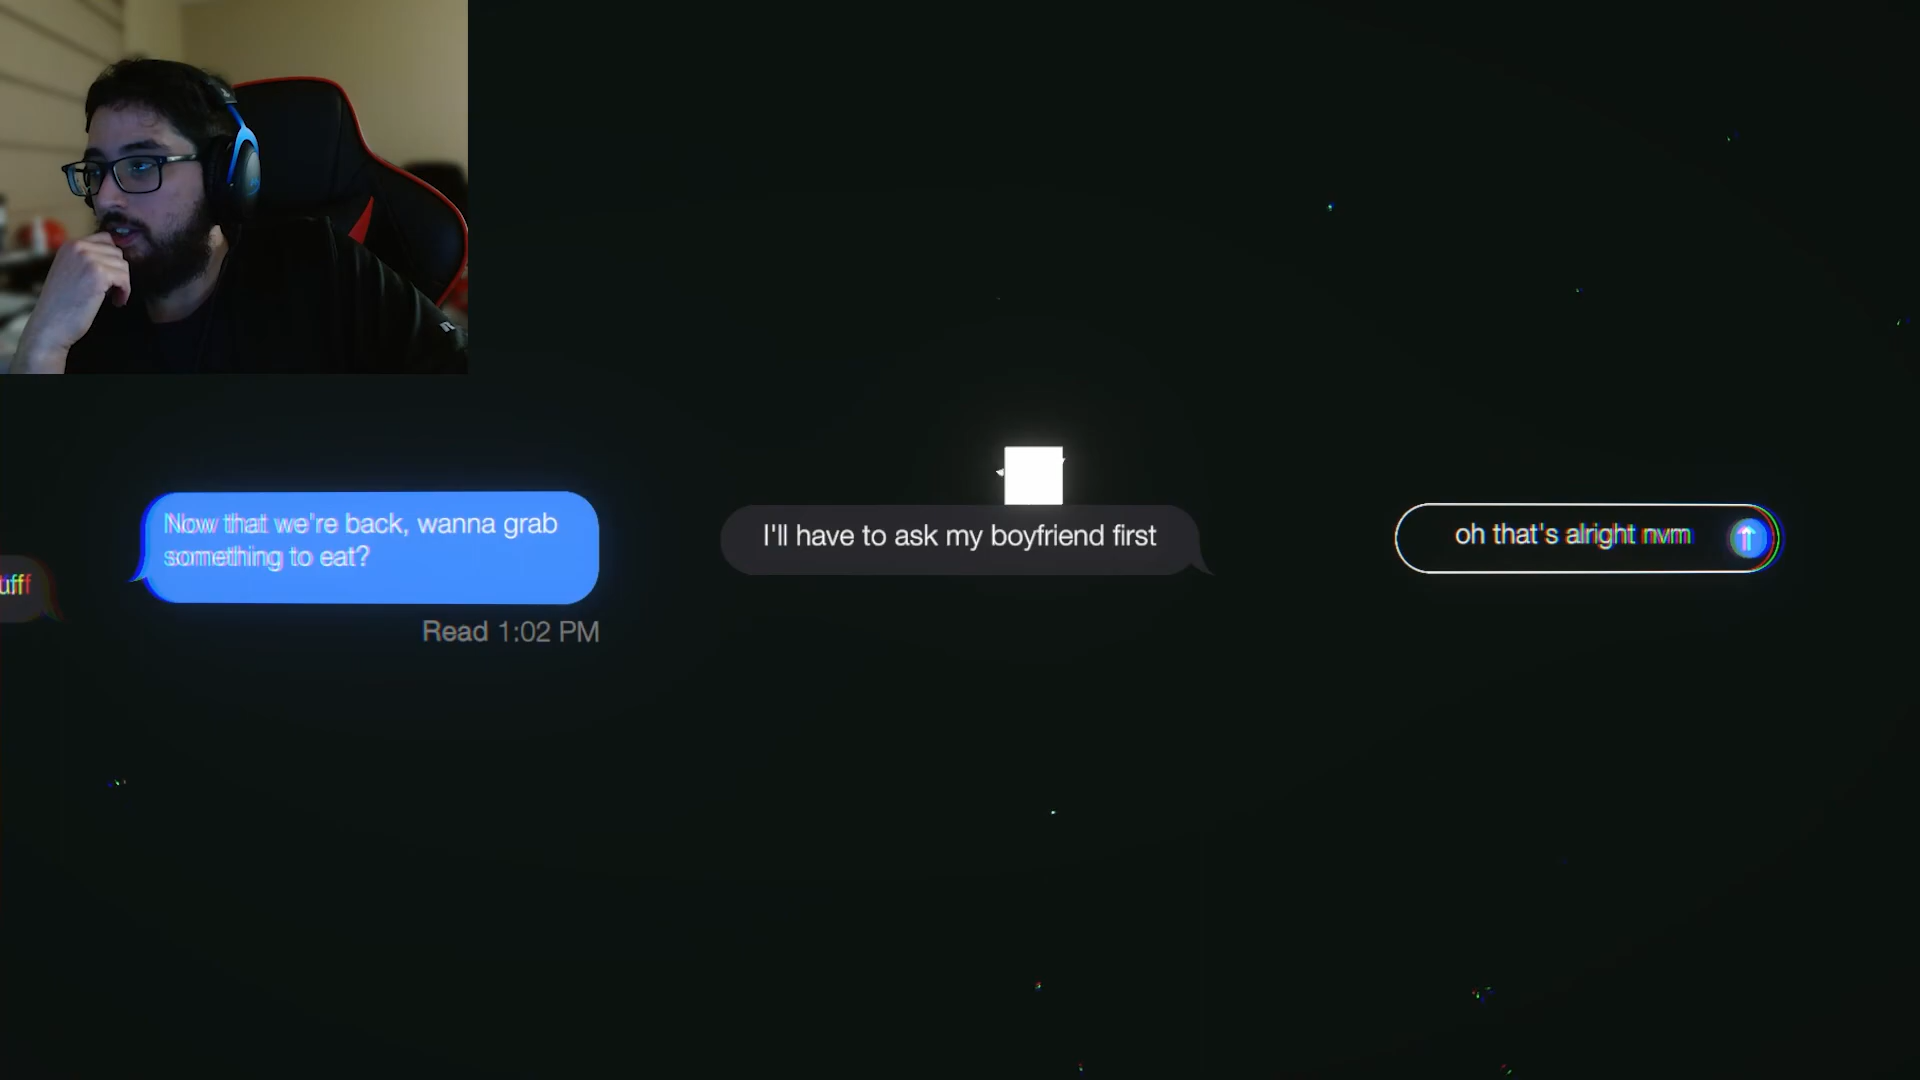 Now that we're back, wanna grab
something to eat?
Read 1:02 PM
I'll have to ask my boyfriend first
oh that's alright nvm